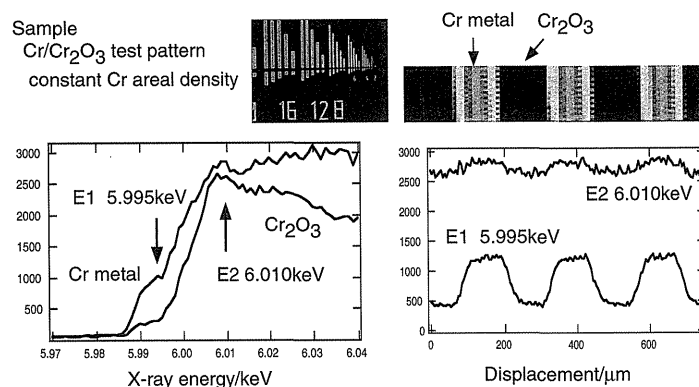 Sample
Cr/Cr₂O₃ test pattern
constant Cr areal density
16 12 8
Cr metal
Cr₂O₃
3000
2500
2000
1500
1000
500
E1 5.995keV
Cr metal
Cr₂O₃
E2 6.010keV
5.97 5.98 5.99 6.00 6.01 6.02 6.03 6.04
X-ray energy/keV
3000
2500
2000
1500
1000
500
E2 6.010keV
E1 5.995keV
0 200 400 600
Displacement/μm